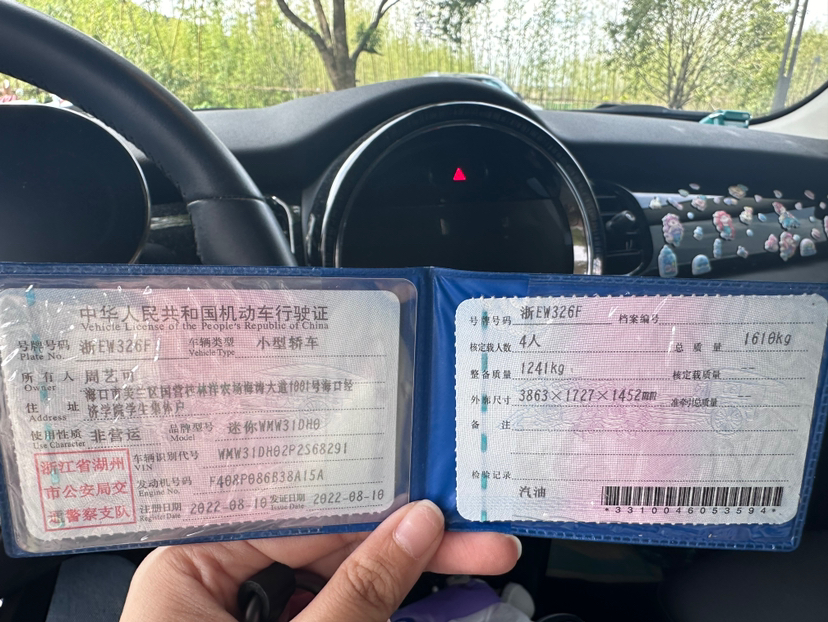 中华人民共和国机动车行驶证
Vehicle License of the People's Republic of China
号牌号码 浙EW326F 车辆类型 小型轿车
Plate No. Vehicle Type
所有人 周艺可
Owner
住址 海口市美兰区国营桂林洋农场海涛大道1001号海口经
济学院学生集体户
Address
使用性质 非营运 品牌型号 迷你WMW31DH0
Use Character Model
浙江省湖州
市公安局交
通警察支队
车辆识别代号 WMW31DH02P2S68291
VIN
发动机号码 F408P086B38A15A
Engine No.
注册日期 2022-08-10 发证日期 2022-08-10
Register Date Issue Date
号牌号码 浙EW326F 档案编号
核定载人数 4人 总质量 1610kg
整备质量 1241kg 核定载质量 --
外廓尺寸 3863×1727×1452mm 准牵引总质量 --
备注
检验记录
汽油
*3310046053594*